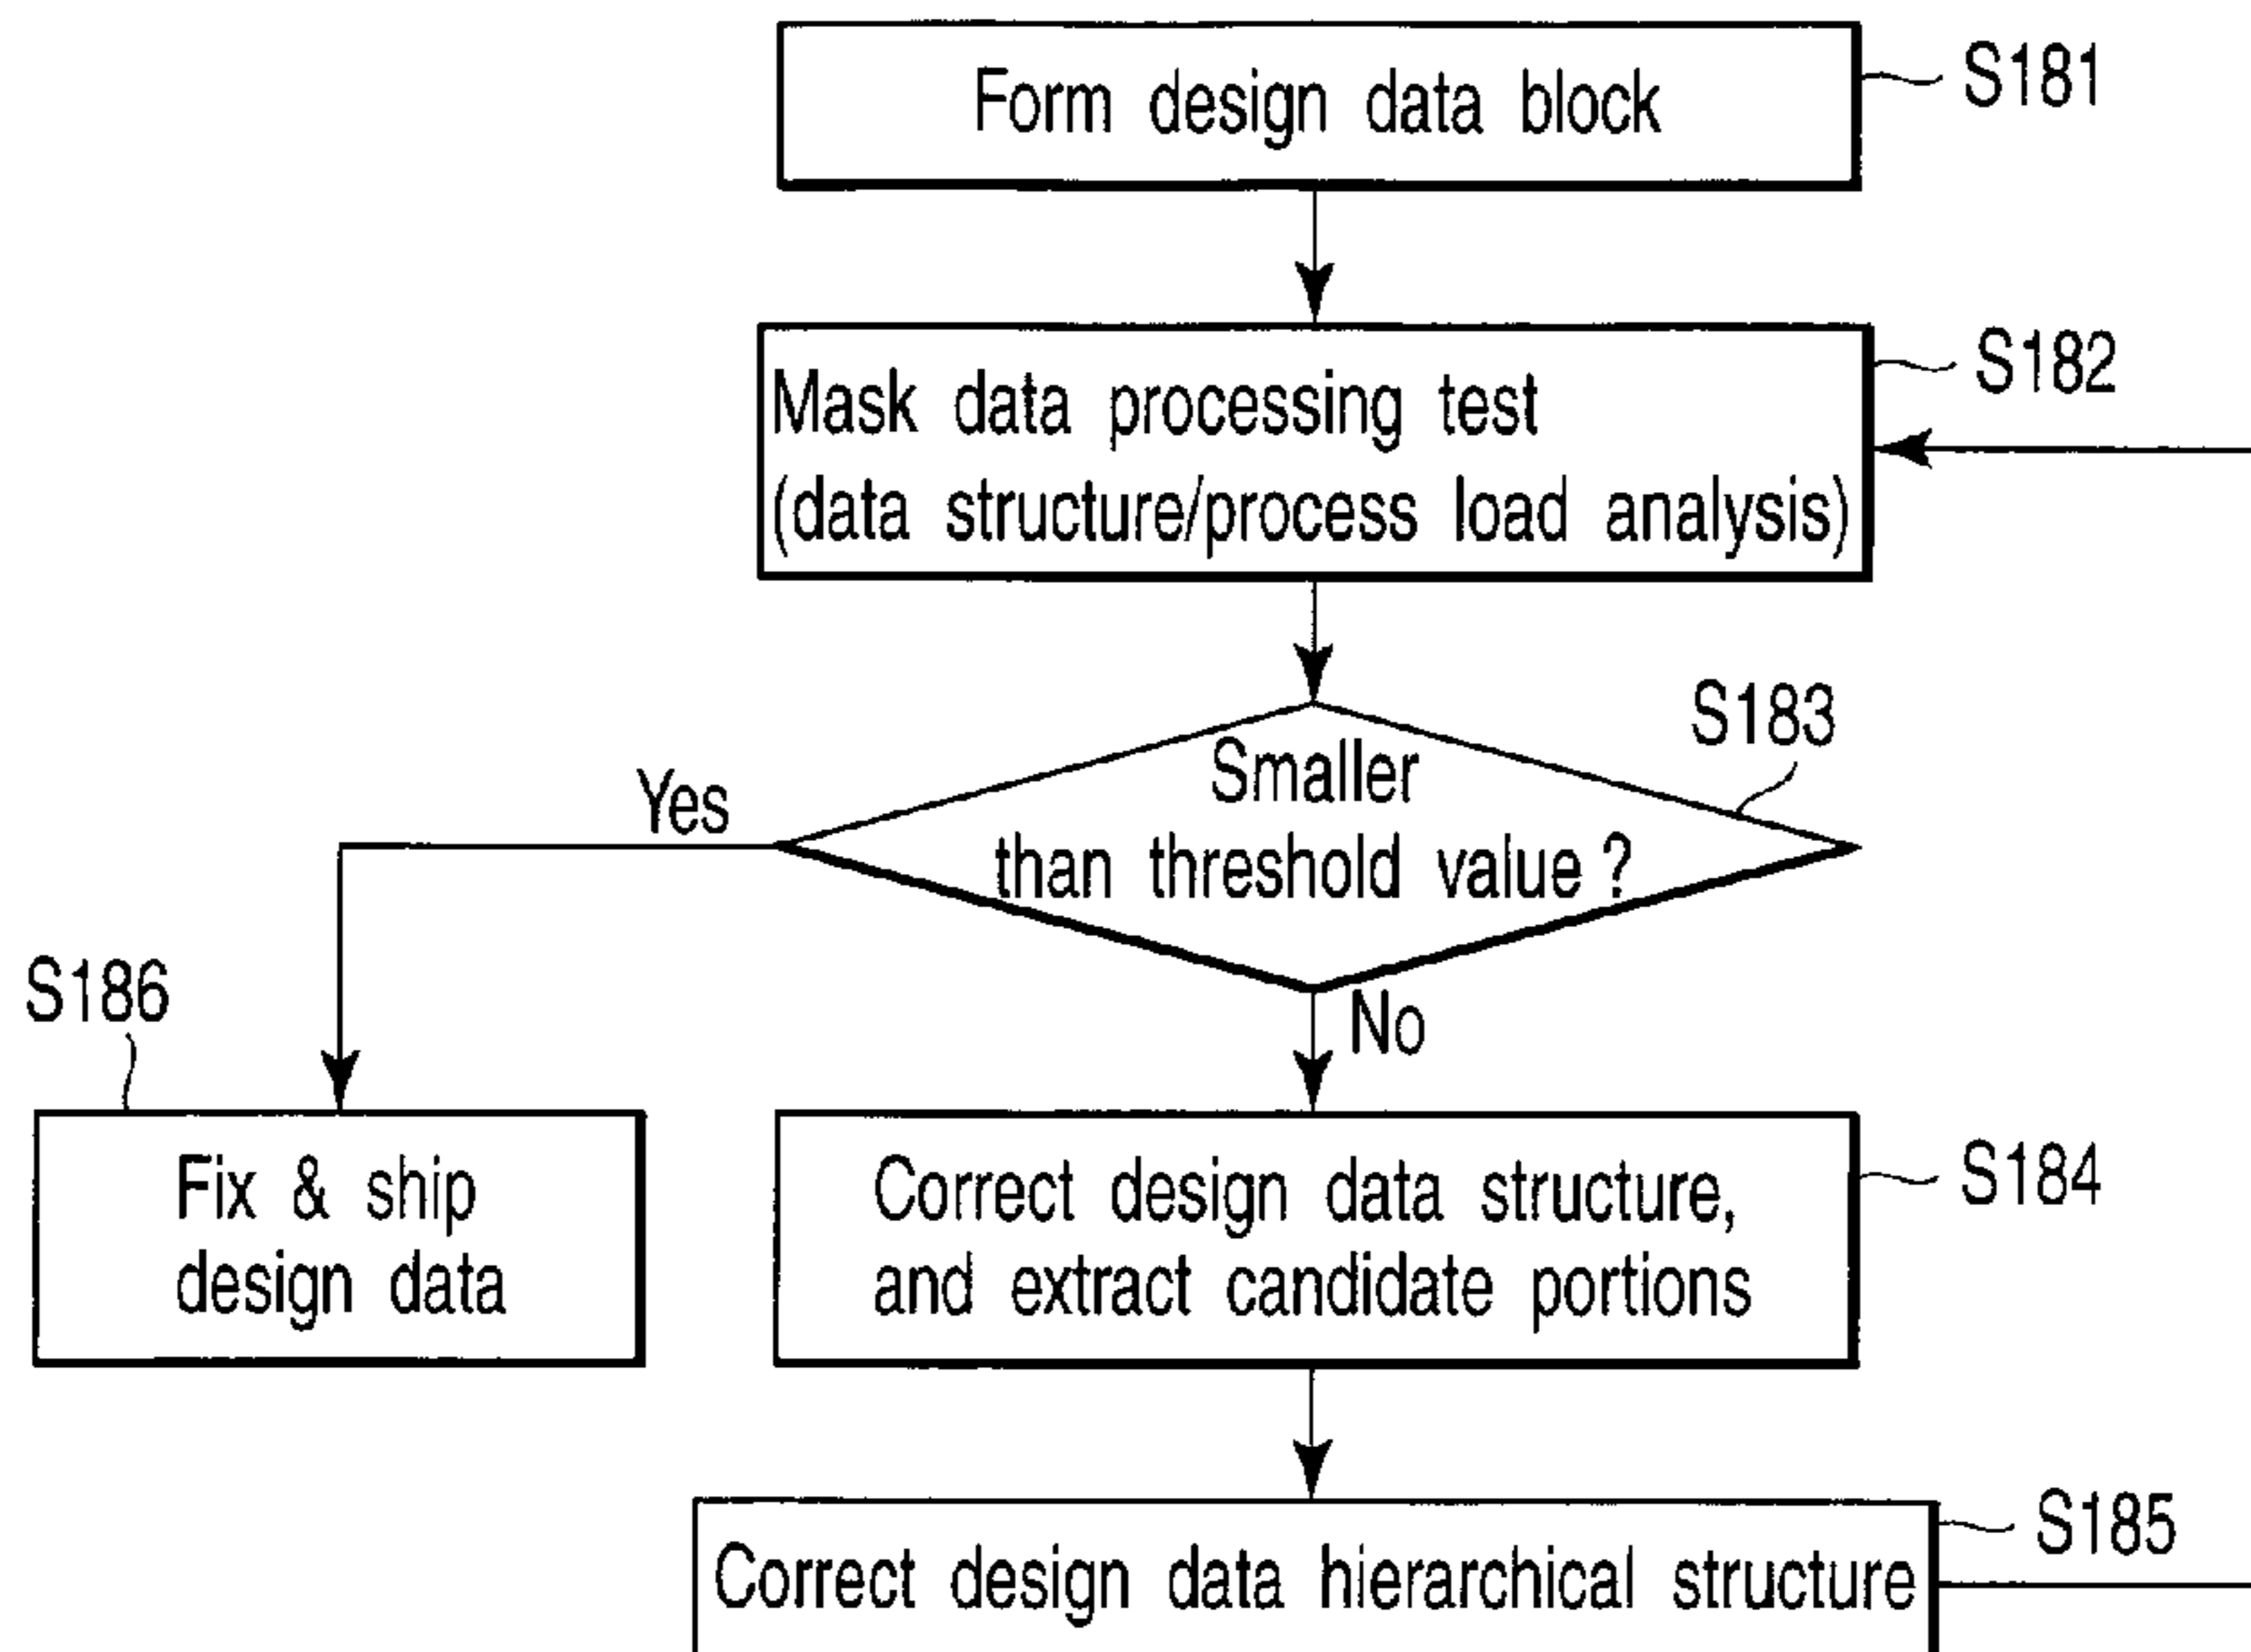 Form design data block
S181
Mask data processing test
(data structure/process load analysis)
S182
S183
Smaller
than threshold value ?
Yes
No
S186
Fix & ship
design data
Correct design data structure,
and extract candidate portions
S184
Correct design data hierarchical structure
S185